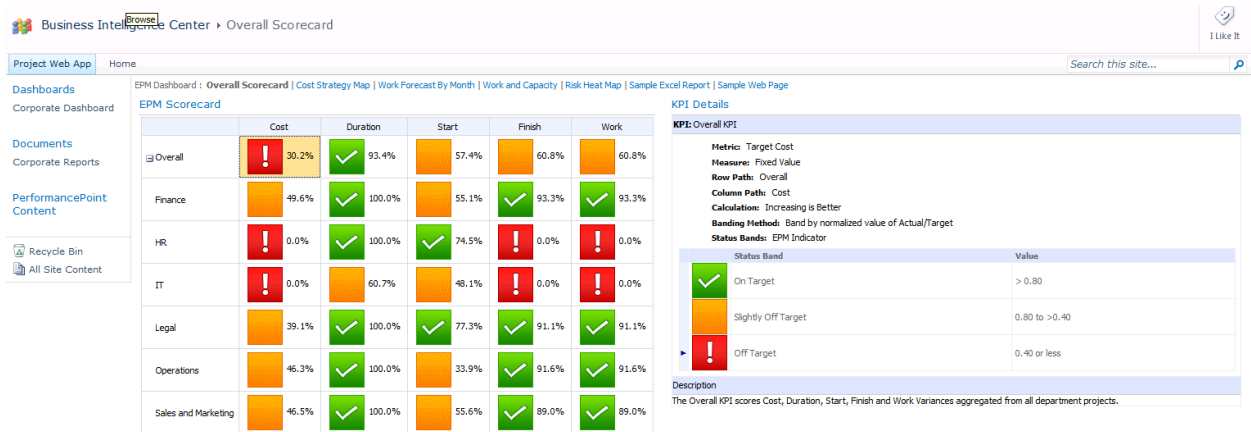 Business Intelligence Center ▸ Overall Scorecard
Browse
I Like It
Project Web App Home
Search this site...
Dashboards
Corporate Dashboard
Documents
Corporate Reports
PerformancePoint
Content
Recycle Bin
All Site Content
EPM Dashboard : Overall Scorecard | Cost Strategy Map | Work Forecast By Month | Work and Capacity | Risk Heat Map | Sample Excel Report | Sample Web Page
EPM Scorecard
Cost Duration Start Finish Work
Overall 30.2% 93.4% 57.4% 60.8% 60.8%
Finance 49.6% 100.0% 55.1% 93.3% 93.3%
HR 0.0% 100.0% 74.5% 0.0% 0.0%
IT 0.0% 60.7% 48.1% 0.0% 0.0%
Legal 39.1% 100.0% 77.3% 91.1% 91.1%
Operations 46.3% 100.0% 33.9% 91.6% 91.6%
Sales and Marketing 46.5% 100.0% 55.6% 89.0% 89.0%
KPI Details
KPI: Overall KPI
Metric: Target Cost
Measure: Fixed Value
Row Path: Overall
Column Path: Cost
Calculation: Increasing is Better
Banding Method: Band by normalized value of Actual/Target
Status Bands: EPM Indicator
Status Band Value
On Target > 0.80
Slightly Off Target 0.80 to >0.40
Off Target 0.40 or less
Description
The Overall KPI scores Cost, Duration, Start, Finish and Work Variances aggregated from all department projects.